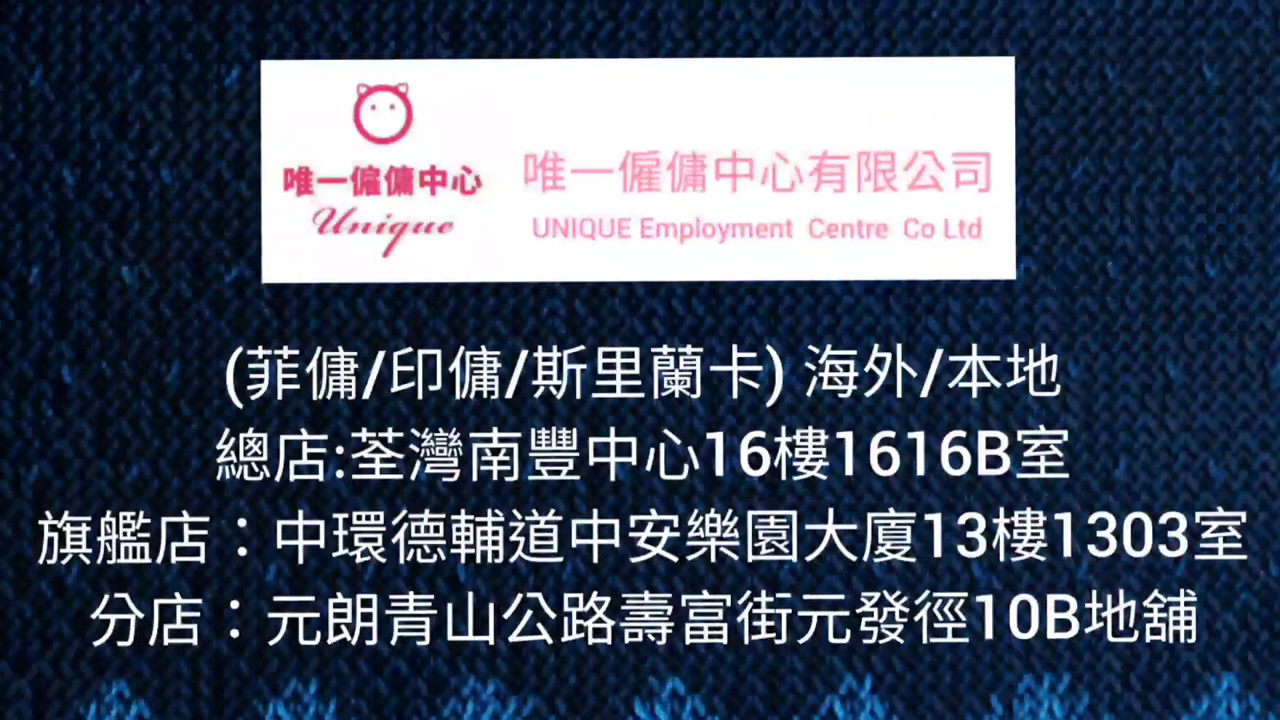 唯一僱傭中心
Unique
唯一僱傭中心有限公司
UNIQUE Employment Centre Co Ltd
(菲傭/印傭/斯里蘭卡) 海外/本地
總店:荃灣南豐中心16樓1616B室
旗艦店：中環德輔道中安樂園大廈13樓1303室
分店：元朗青山公路壽富街元發徑10B地舖